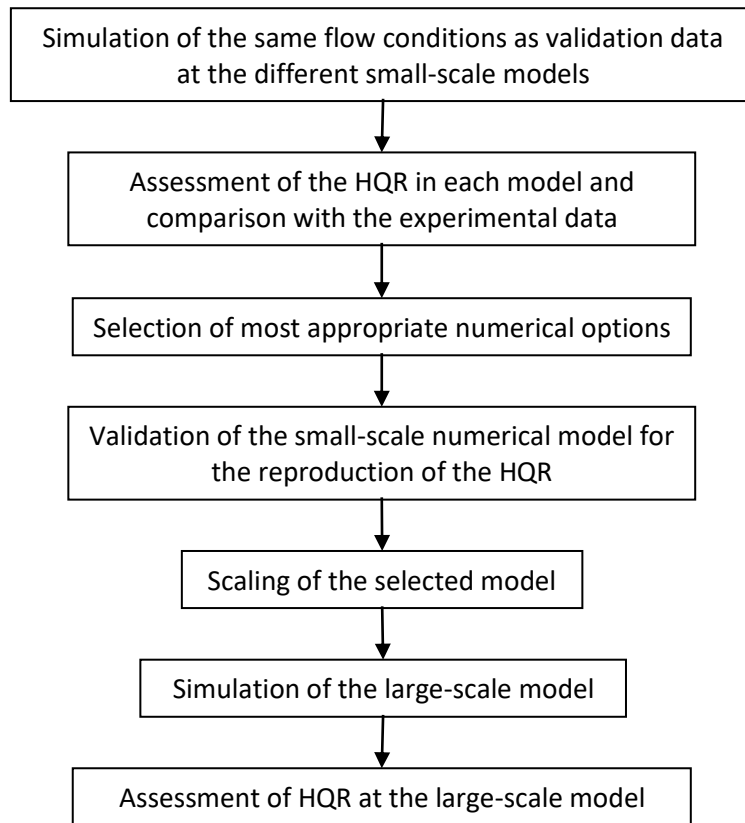 Simulation of the same flow conditions as validation data
at the different small-scale models
Assessment of the HQR in each model and
comparison with the experimental data
Selection of most appropriate numerical options
Validation of the small-scale numerical model for
the reproduction of the HQR
Scaling of the selected model
Simulation of the large-scale model
Assessment of HQR at the large-scale model